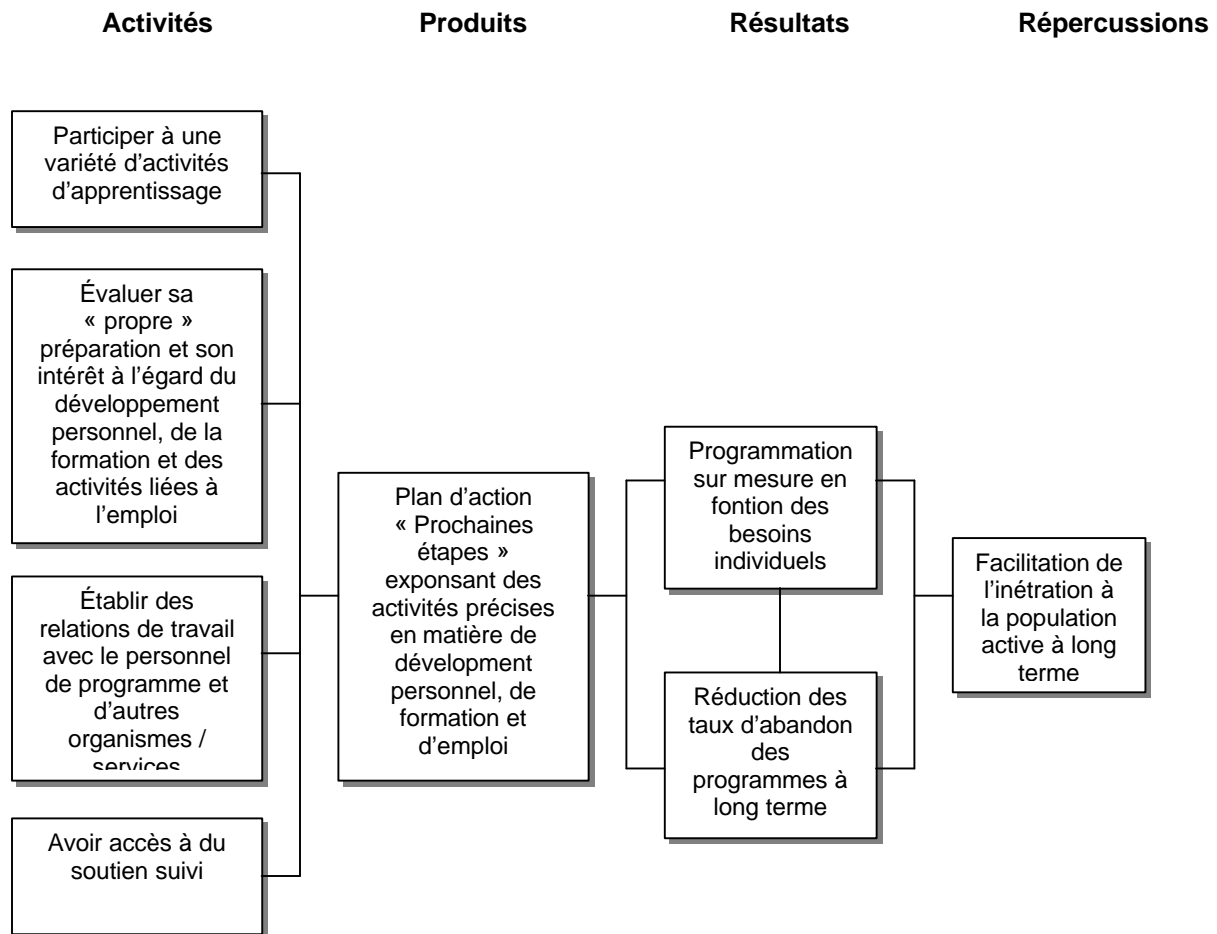 Activités
Produits
Résultats
Répercussions
Participer à une
variété d'activités
d'apprentissage
Évaluer sa
« propre »
préparation et son
intérêt à l'égard du
développement
personnel, de la
formation et des
activités liées à
l'emploi
Établir des
relations de travail
avec le personnel
de programme et
d'autres
organismes /
services
Avoir accès à du
soutien suivi
Plan d'action
« Prochaines
étapes »
exponsant des
activités précises
en matière de
dévelopment
personnel, de
formation et
d'emploi
Programmation
sur mesure en
fontion des
besoins
individuels
Réduction des
taux d'abandon
des
programmes à
long terme
Facilitation de
l'inétration à
la population
active à long
terme